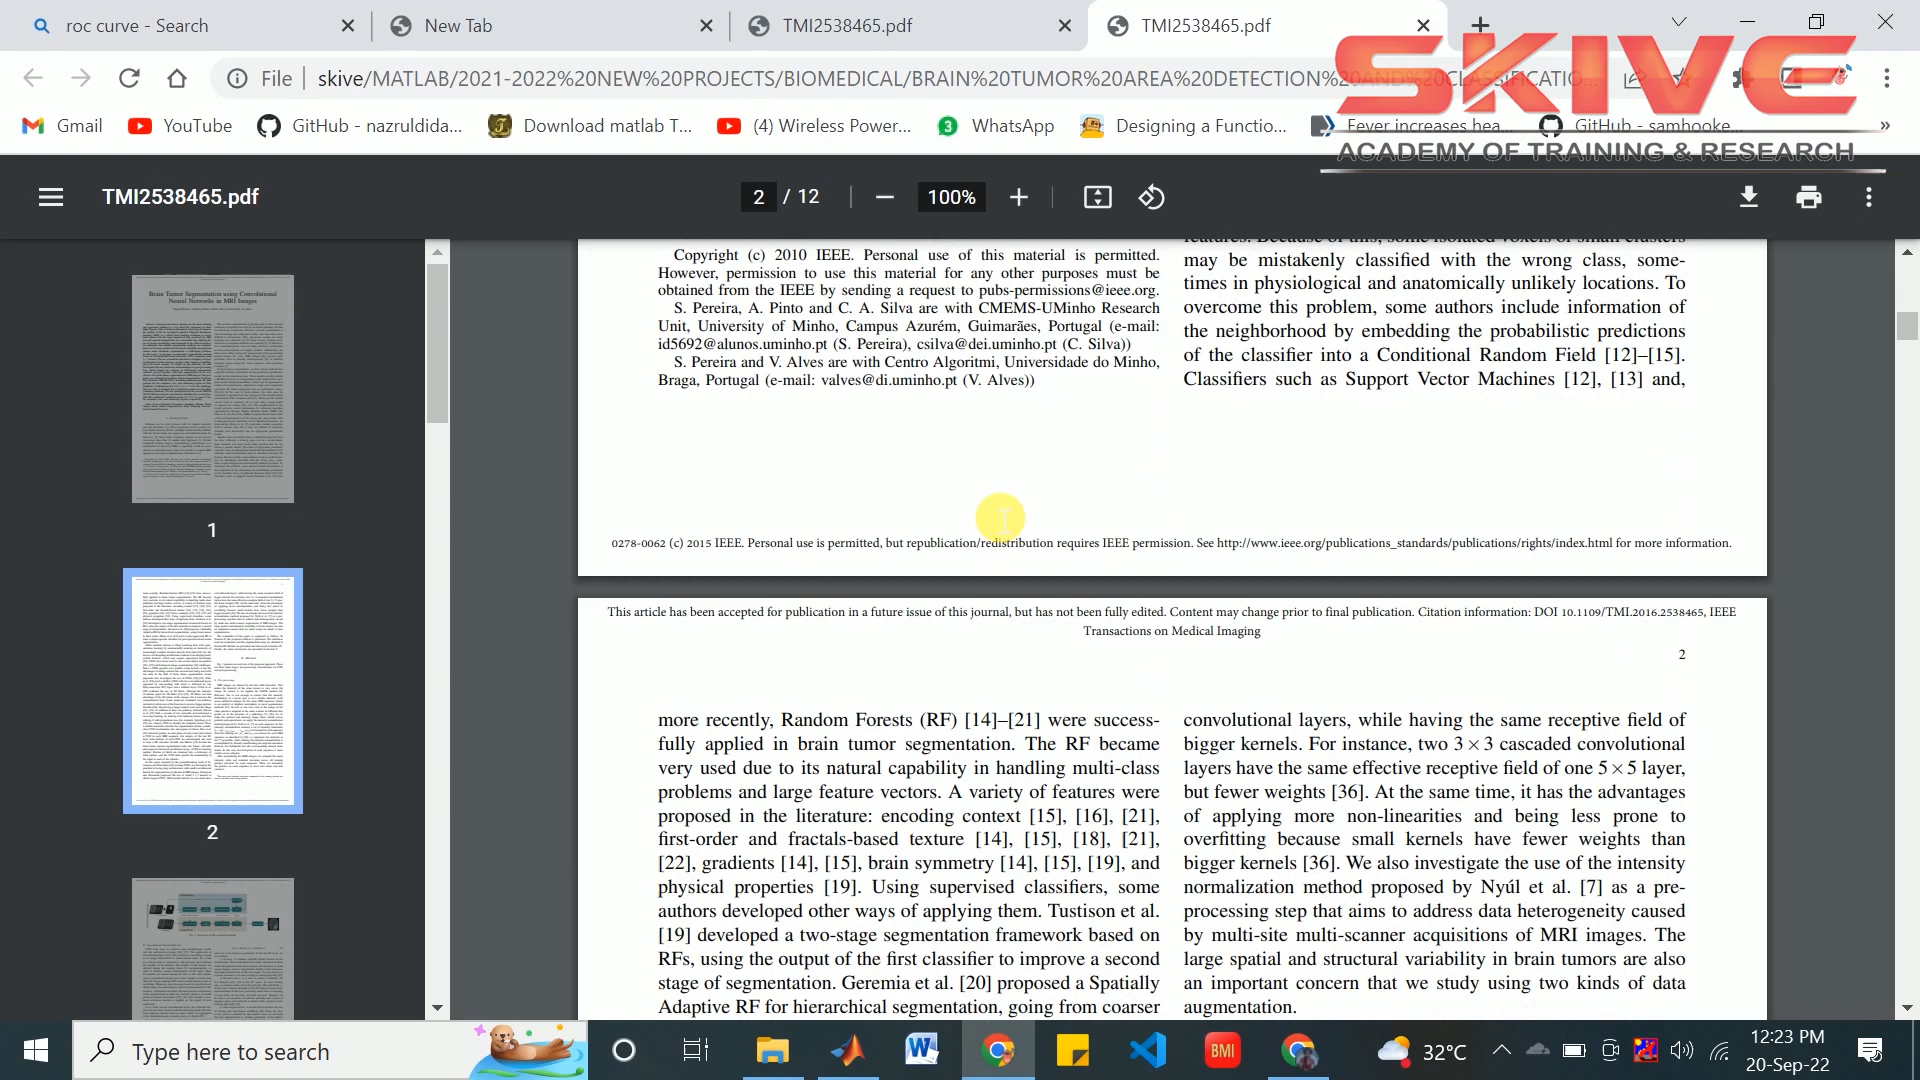 roc curve - Search
New Tab
TMI2538465.pdf
TMI2538465.pdf
File
skive/MATLAB/2021-2022%20NEW%20PROJECTS/BIOMEDICAL/BRAIN%20TUMOR%20AREA%20DETECTION%20AND%20CLASSIFICATIO...
SKIVE
ACADEMY OF TRAINING & RESEARCH
Gmail
YouTube
GitHub - nazruldida...
Download matlab T...
(4) Wireless Power...
3
WhatsApp
Designing a Functio...
Fever increases hea...
GitHub - samhooke...
»
TMI2538465.pdf
2 / 12
100%
1
2
Brain Tumor Segmentation using Convolutional
Neural Networks in MRI Images
Copyright (c) 2010 IEEE. Personal use of this material is permitted.
However, permission to use this material for any other purposes must be
obtained from the IEEE by sending a request to pubs-permissions@ieee.org.
S. Pereira, A. Pinto and C. A. Silva are with CMEMS-UMinho Research
Unit, University of Minho, Campus Azurém, Guimarães, Portugal (e-mail:
id5692@alunos.uminho.pt (S. Pereira), csilva@dei.uminho.pt (C. Silva))
S. Pereira and V. Alves are with Centro Algoritmi, Universidade do Minho,
Braga, Portugal (e-mail: valves@di.uminho.pt (V. Alves))
features. Because of this, some isolated voxels or small clusters
may be mistakenly classified with the wrong class, some-
times in physiological and anatomically unlikely locations. To
overcome this problem, some authors include information of
the neighborhood by embedding the probabilistic predictions
of the classifier into a Conditional Random Field [12]–[15].
Classifiers such as Support Vector Machines [12], [13] and,
0278-0062 (c) 2015 IEEE. Personal use is permitted, but republication/redistribution requires IEEE permission. See http://www.ieee.org/publications_standards/publications/rights/index.html for more information.
This article has been accepted for publication in a future issue of this journal, but has not been fully edited. Content may change prior to final publication. Citation information: DOI 10.1109/TMI.2016.2538465, IEEE
Transactions on Medical Imaging
2
more recently, Random Forests (RF) [14]–[21] were success-
fully applied in brain tumor segmentation. The RF became
very used due to its natural capability in handling multi-class
problems and large feature vectors. A variety of features were
proposed in the literature: encoding context [15], [16], [21],
first-order and fractals-based texture [14], [15], [18], [21],
[22], gradients [14], [15], brain symmetry [14], [15], [19], and
physical properties [19]. Using supervised classifiers, some
authors developed other ways of applying them. Tustison et al.
[19] developed a two-stage segmentation framework based on
RFs, using the output of the first classifier to improve a second
stage of segmentation. Geremia et al. [20] proposed a Spatially
Adaptive RF for hierarchical segmentation, going from coarser
convolutional layers, while having the same receptive field of
bigger kernels. For instance, two 3 × 3 cascaded convolutional
layers have the same effective receptive field of one 5 × 5 layer,
but fewer weights [36]. At the same time, it has the advantages
of applying more non-linearities and being less prone to
overfitting because small kernels have fewer weights than
bigger kernels [36]. We also investigate the use of the intensity
normalization method proposed by Nyúl et al. [7] as a pre-
processing step that aims to address data heterogeneity caused
by multi-site multi-scanner acquisitions of MRI images. The
large spatial and structural variability in brain tumors are also
an important concern that we study using two kinds of data
augmentation.
Type here to search
BMI
32°C
12:23 PM
20-Sep-22